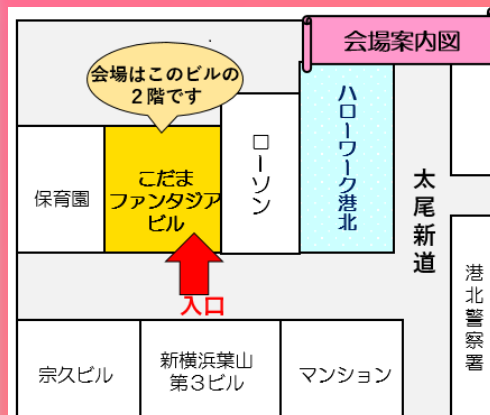 会場案内図
会場はこのビルの
２階です
保育園
こだま
ファンタジア
ビル
ローソン
ハローワーク港北
太尾新道
港北警察署
入口
宗久ビル
新横浜葉山
第３ビル
マンション